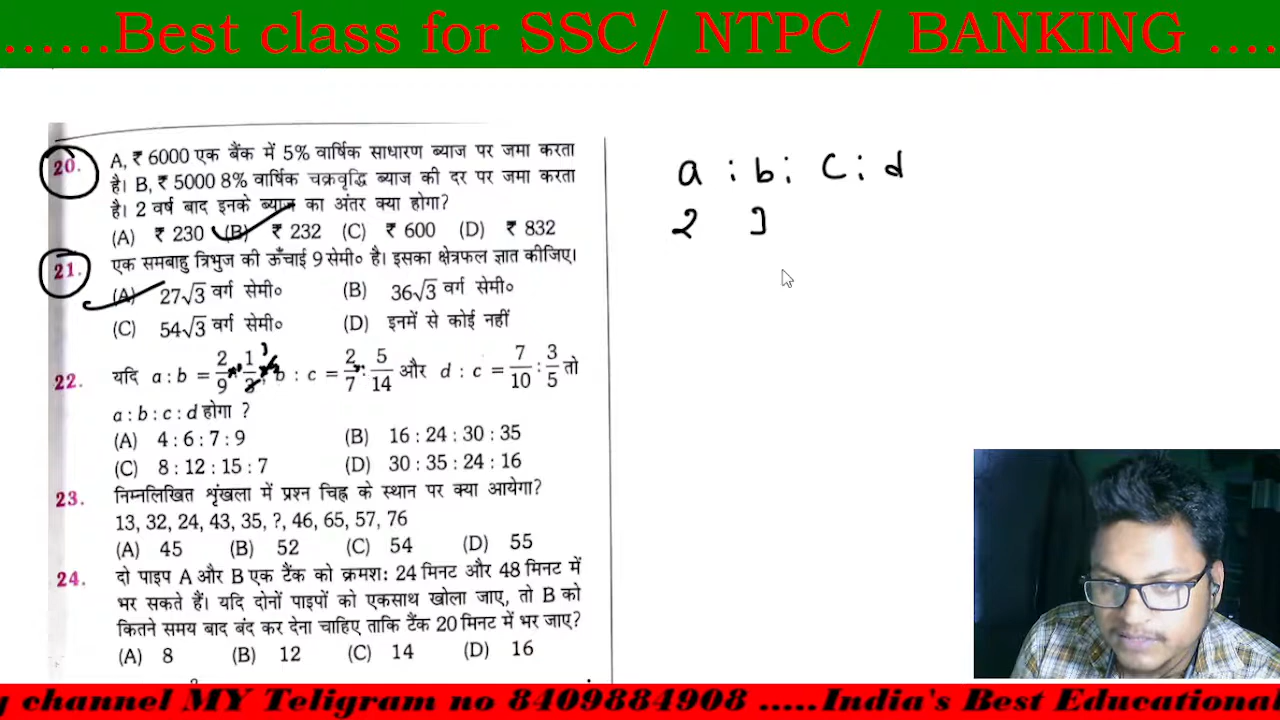 ......Best class for SSC/ NTPC/ BANKING ....
20. A, ₹ 6000 एक बैंक में 5% वार्षिक साधारण ब्याज पर जमा करता
है। B, ₹ 5000 8% वार्षिक चक्रवृद्धि ब्याज की दर पर जमा करता
है। 2 वर्ष बाद इनके ब्याज का अंतर क्या होगा?
(A) ₹ 230 (B) ₹ 232 (C) ₹ 600 (D) ₹ 832
21. एक समबाहु त्रिभुज की ऊँचाई 9 सेमी० है। इसका क्षेत्रफल ज्ञात कीजिए।
(A) 27√3 वर्ग सेमी० (B) 36√3 वर्ग सेमी०
(C) 54√3 वर्ग सेमी० (D) इनमें से कोई नहीं
22. यदि a : b = 2/9 : 1/3, b : c = 2/7 : 5/14 और d : c = 7/10 : 3/5 तो
a : b : c : d होगा ?
(A) 4 : 6 : 7 : 9 (B) 16 : 24 : 30 : 35
(C) 8 : 12 : 15 : 7 (D) 30 : 35 : 24 : 16
23. निम्नलिखित शृंखला में प्रश्न चिह्न के स्थान पर क्या आयेगा?
13, 32, 24, 43, 35, ?, 46, 65, 57, 76
(A) 45 (B) 52 (C) 54 (D) 55
24. दो पाइप A और B एक टैंक को क्रमश: 24 मिनट और 48 मिनट में
भर सकते हैं। यदि दोनों पाइपों को एकसाथ खोला जाए, तो B को
कितने समय बाद बंद कर देना चाहिए ताकि टैंक 20 मिनट में भर जाए?
(A) 8 (B) 12 (C) 14 (D) 16
a : b : c : d
2 3
channel MY Teligram no 8409884908 .....India's Best Educational